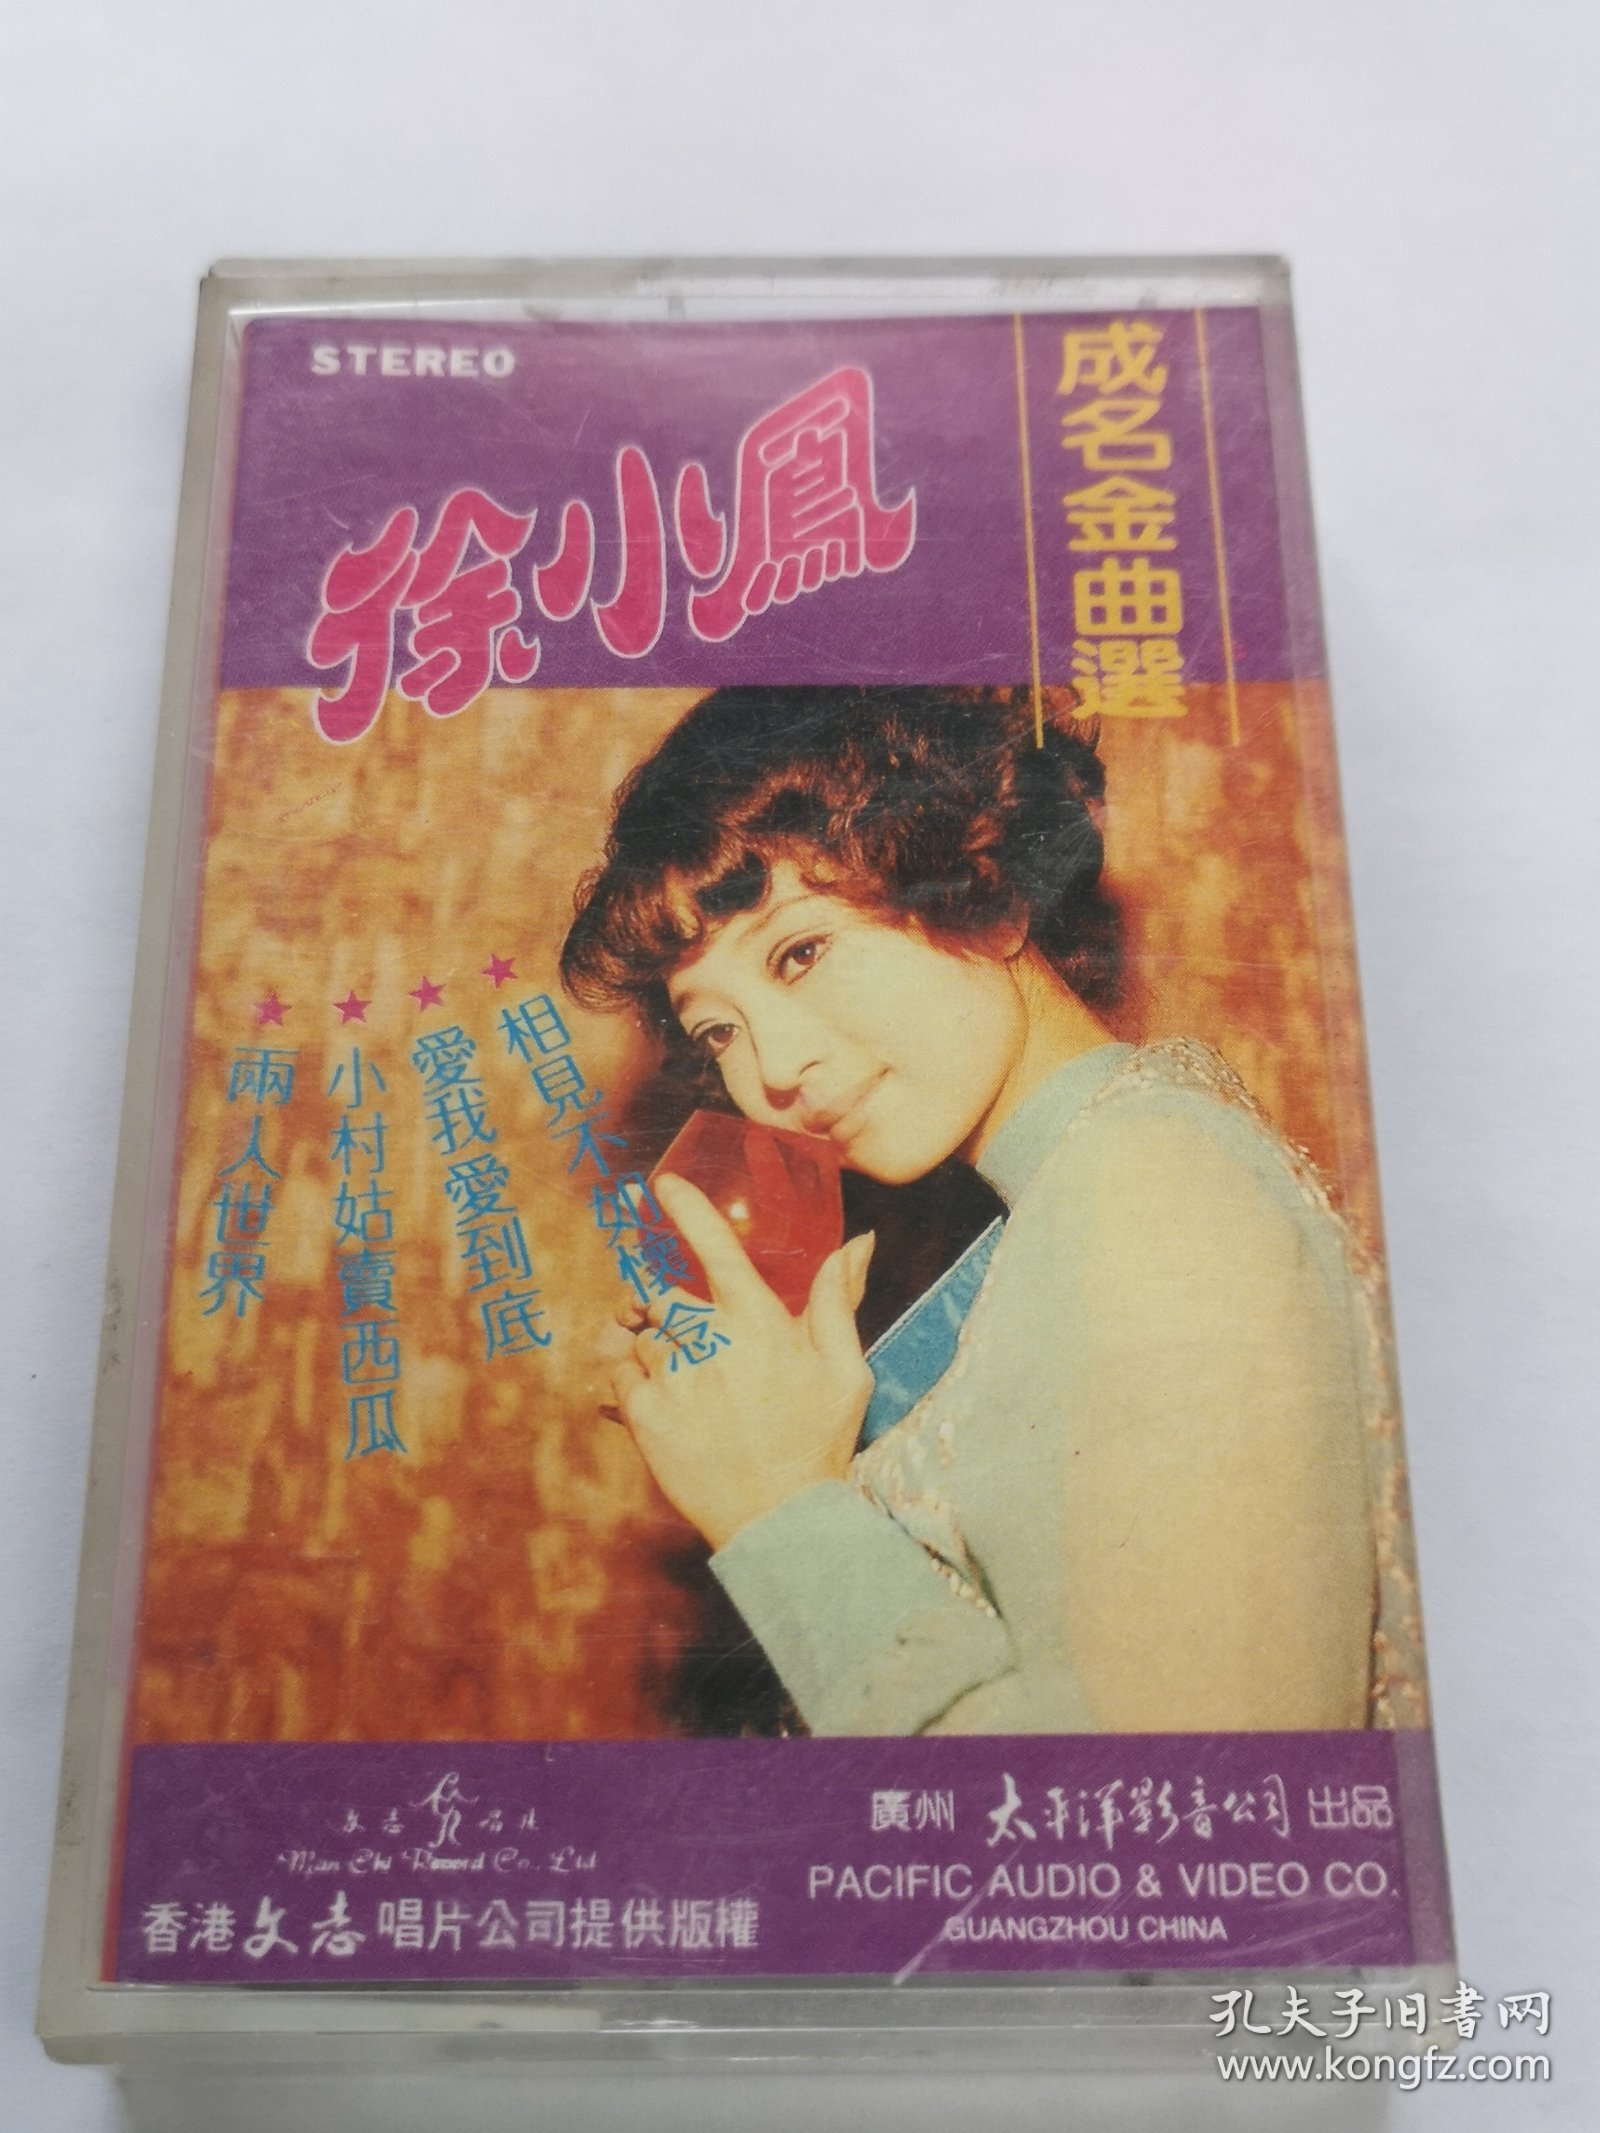 STEREO
徐小鳳
成名金曲選
相見不如懷念
愛我愛到底
小村姑賣西瓜
兩人世界
文志唱片
Man Chi Record Co., Ltd
香港文志唱片公司提供版權
廣州太平洋影音公司出品
PACIFIC AUDIO & VIDEO CO.
GUANGZHOU CHINA
孔夫子旧书网
www.kongfz.com